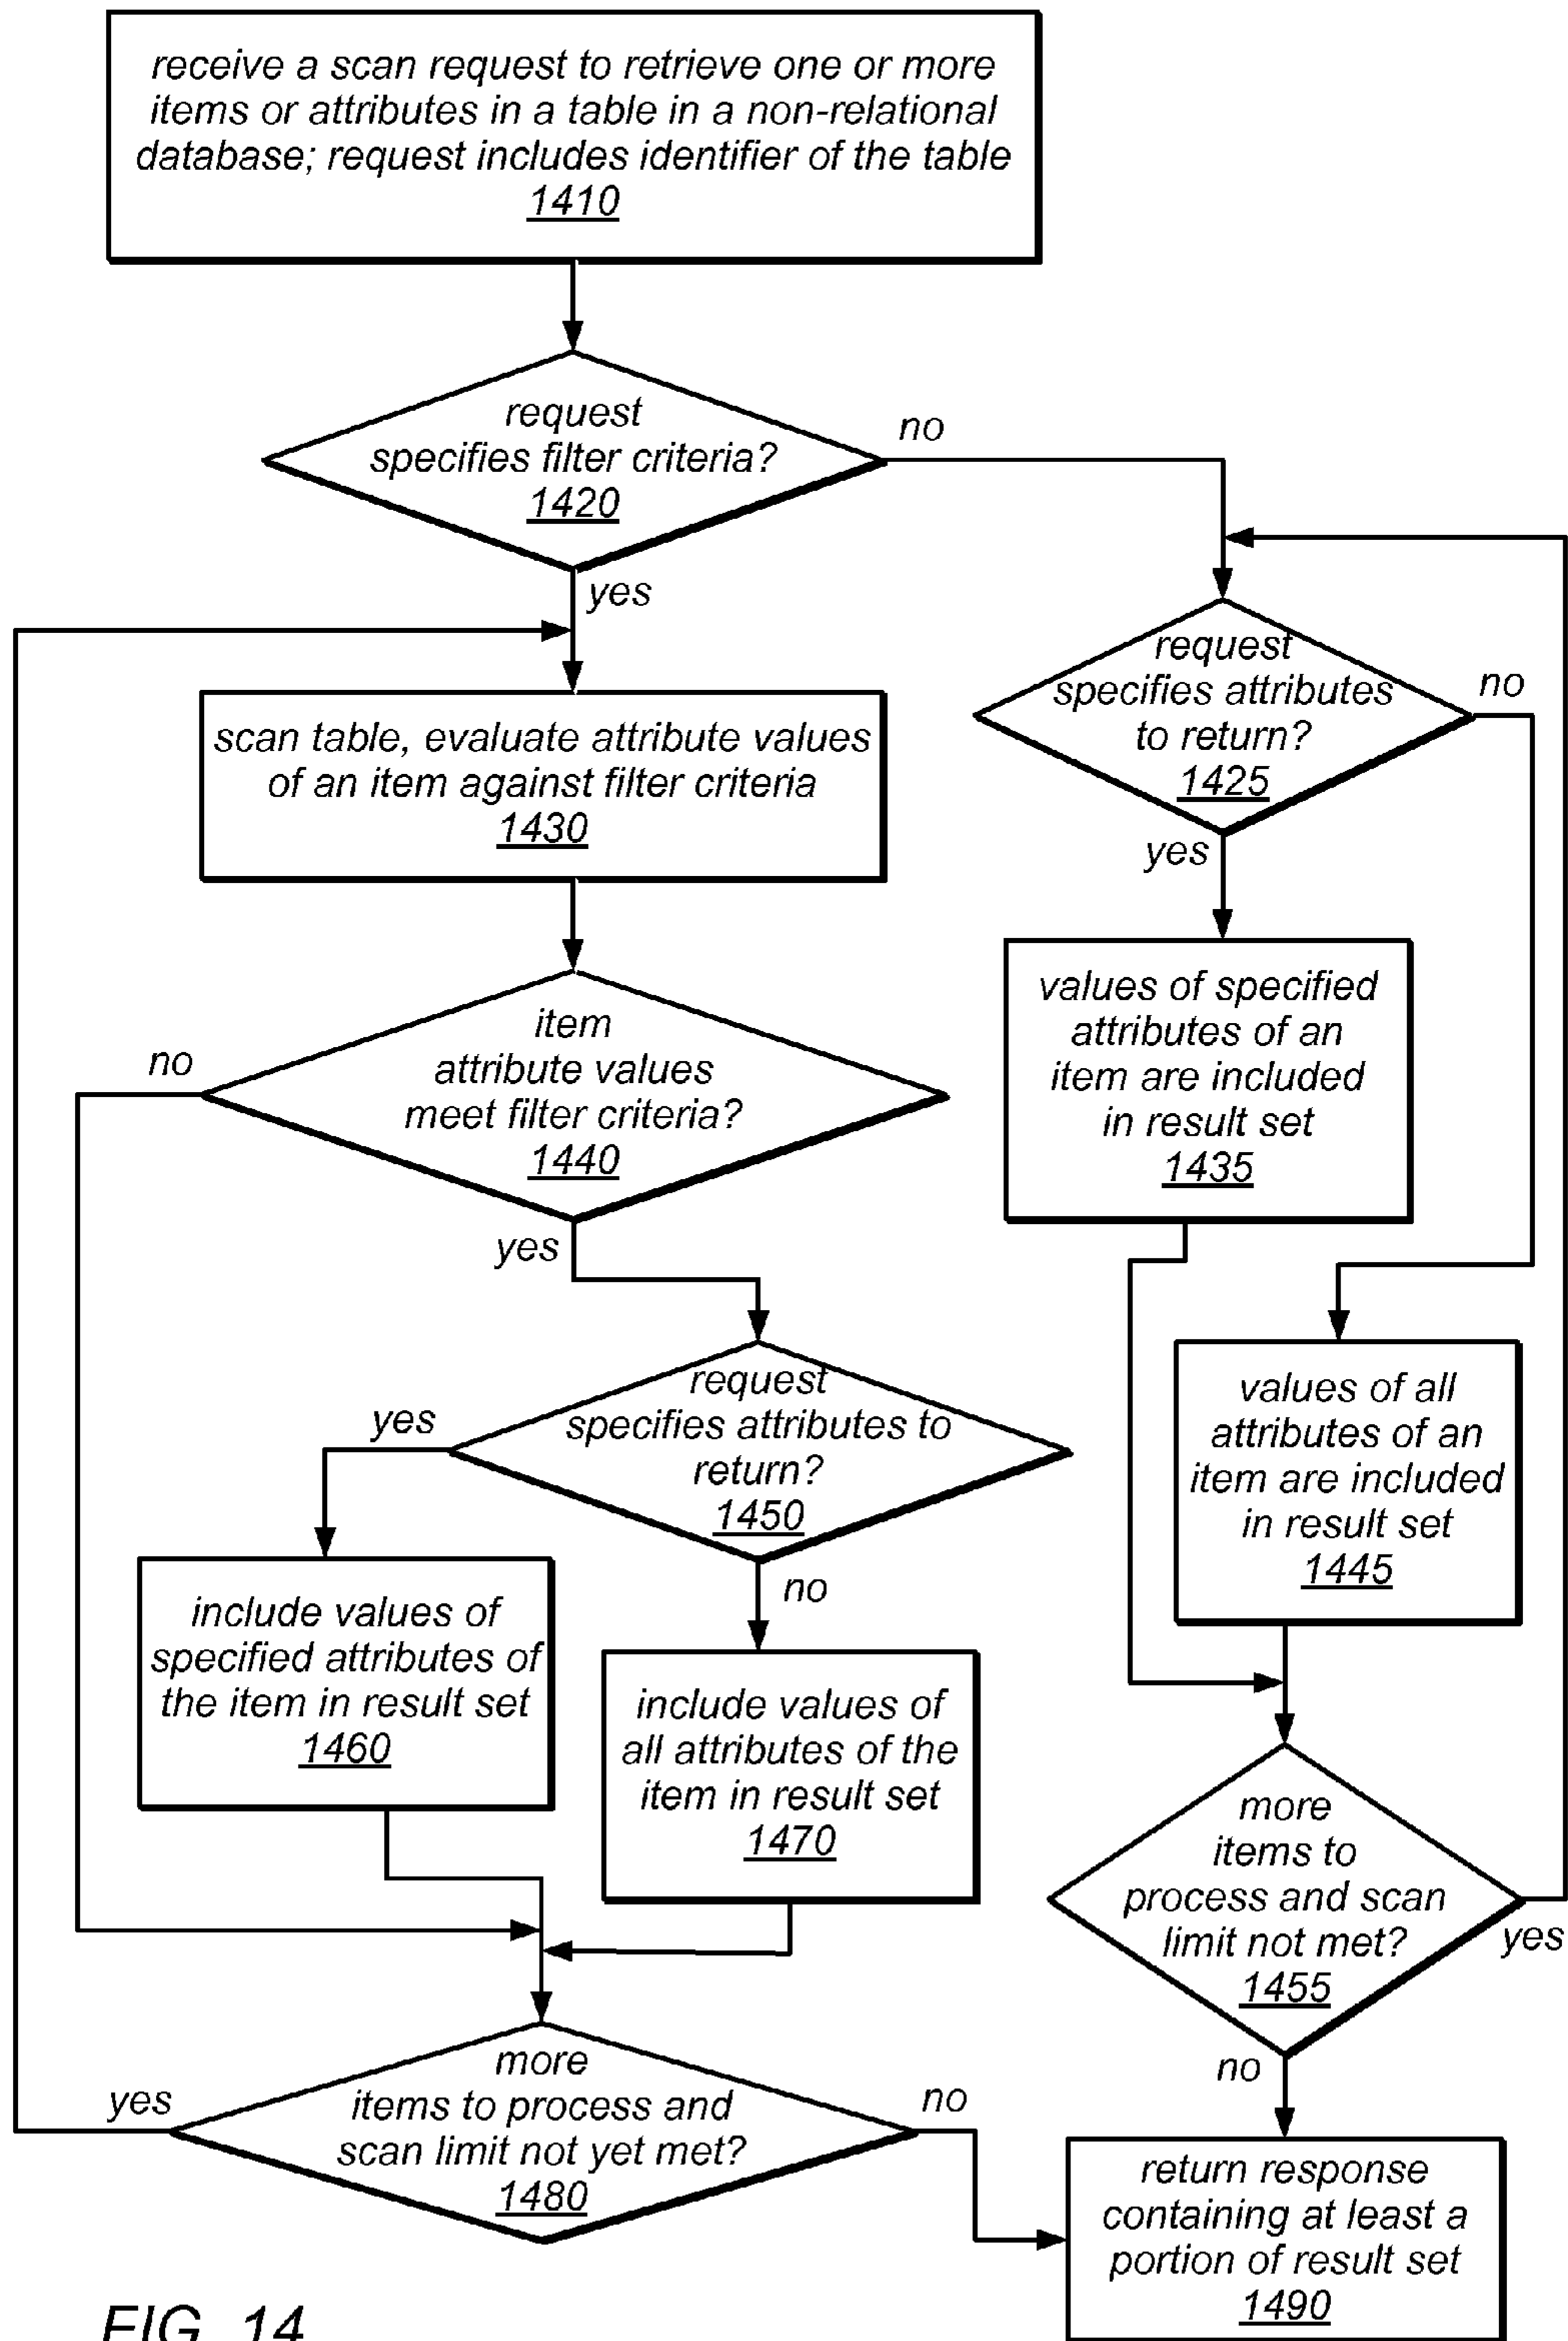 receive a scan request to retrieve one or more
items or attributes in a table in a non-relational
database; request includes identifier of the table
1410
request
specifies filter criteria?
1420
no
yes
request
specifies attributes
to return?
1425
no
yes
scan table, evaluate attribute values
of an item against filter criteria
1430
values of specified
attributes of an
item are included
in result set
1435
item
attribute values
meet filter criteria?
1440
no
yes
request
specifies attributes to
return?
1450
yes
no
values of all
attributes of an
item are included
in result set
1445
include values of
specified attributes of
the item in result set
1460
include values of
all attributes of the
item in result set
1470
more
items to
process and scan
limit not met?
1455
yes
no
more
items to process and
scan limit not yet met?
1480
yes
no
return response
containing at least a
portion of result set
1490
FIG. 14